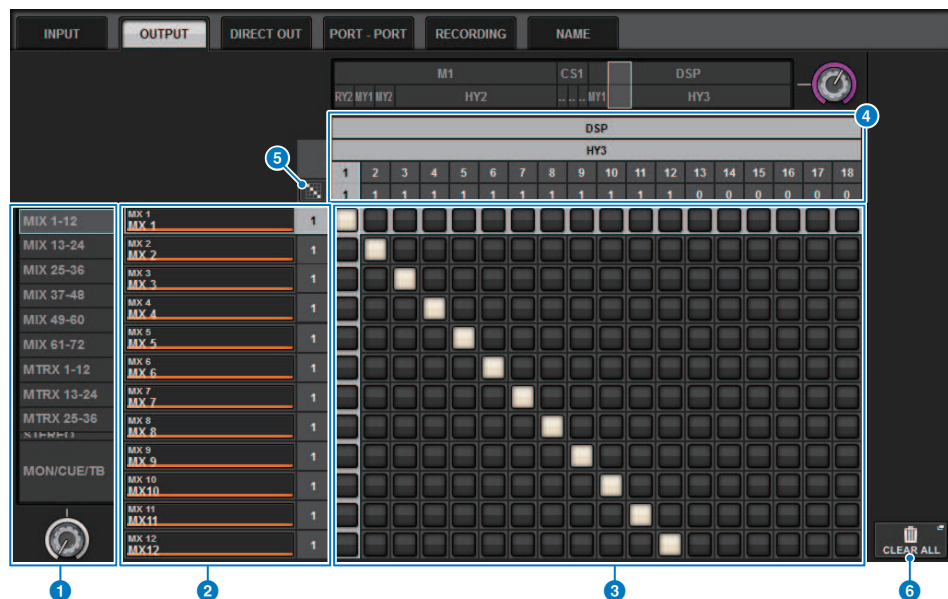 INPUT OUTPUT DIRECT OUT PORT - PORT RECORDING NAME
M1 CS1 DSP
RY2 MY1 MY2 HY2 .. .. .. MY1 HY3
4
DSP
HY3
5
1 2 3 4 5 6 7 8 9 10 11 12 13 14 15 16 17 18
1 1 1 1 1 1 1 1 1 1 1 1 0 0 0 0 0 0
MIX 1-12
MIX 13-24
MIX 25-36
MIX 37-48
MIX 49-60
MIX 61-72
MTRX 1-12
MTRX 13-24
MTRX 25-36
STEREO
MON/CUE/TB
MX 1
MX 1 1
MX 2
MX 2 1
MX 3
MX 3 1
MX 4
MX 4 1
MX 5
MX 5 1
MX 6
MX 6 1
MX 7
MX 7 1
MX 8
MX 8 1
MX 9
MX 9 1
MX 10
MX10 1
MX 11
MX11 1
MX 12
MX12 1
CLEAR ALL
1 2 3 6